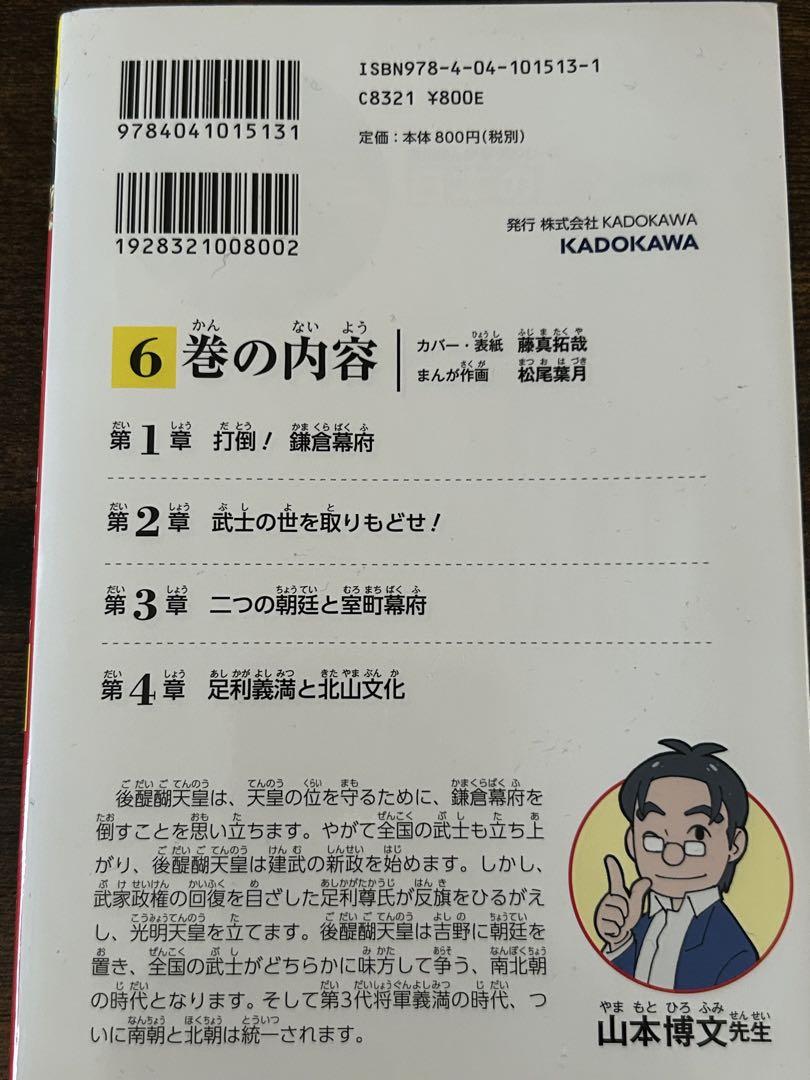 ISBN978-4-04-101513-1
C8321 ¥800E
定価：本体800円(税別)
9784041015131
1928321008002
発行 株式会社 KADOKAWA
KADOKAWA
6巻の内容
カバー・表紙 藤真拓哉
まんが作画 松尾葉月
第1章 打倒！ 鎌倉幕府
第2章 武士の世を取りもどせ！
第3章 二つの朝廷と室町幕府
第4章 足利義満と北山文化
後醍醐天皇は、天皇の位を守るために、鎌倉幕府を
倒すことを思い立ちます。やがて全国の武士も立ち上
がり、後醍醐天皇は建武の新政を始めます。しかし、
武家政権の回復を目ざした足利尊氏が反旗をひるがえ
し、光明天皇を立てます。後醍醐天皇は吉野に朝廷を
置き、全国の武士がどちらかに味方して争う、南北朝
の時代となります。そして第3代将軍義満の時代、つ
いに南朝と北朝は統一されます。
山本博文先生